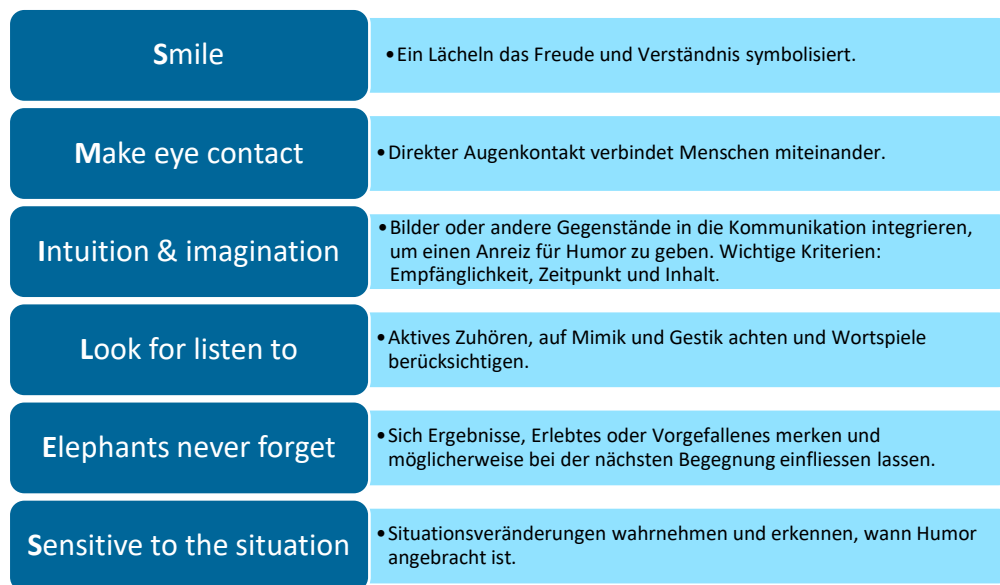 Smile
•Ein Lächeln das Freude und Verständnis symbolisiert.
Make eye contact
•Direkter Augenkontakt verbindet Menschen miteinander.
Intuition & imagination
•Bilder oder andere Gegenstände in die Kommunikation integrieren,
um einen Anreiz für Humor zu geben. Wichtige Kriterien:
Empfänglichkeit, Zeitpunkt und Inhalt.
Look for listen to
•Aktives Zuhören, auf Mimik und Gestik achten und Wortspiele
berücksichtigen.
Elephants never forget
•Sich Ergebnisse, Erlebtes oder Vorgefallenes merken und
möglicherweise bei der nächsten Begegnung einfliessen lassen.
Sensitive to the situation
•Situationsveränderungen wahrnehmen und erkennen, wann Humor
angebracht ist.